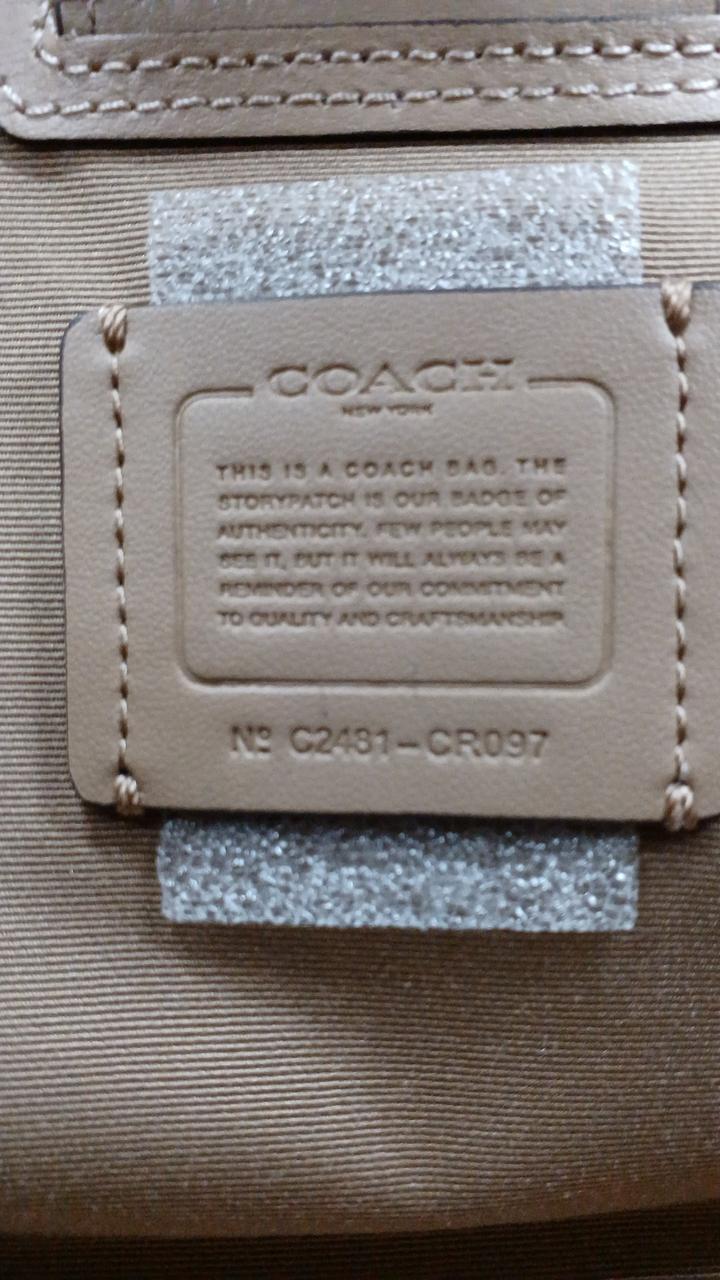 COACH
NEW YORK
THIS IS A COACH BAG. THE
STORYPATCH IS OUR BADGE OF
AUTHENTICITY. FEW PEOPLE MAY
SEE IT, BUT IT WILL ALWAYS BE A
REMINDER OF OUR COMMITMENT
TO QUALITY AND CRAFTSMANSHIP.
Nº C2481-CR097